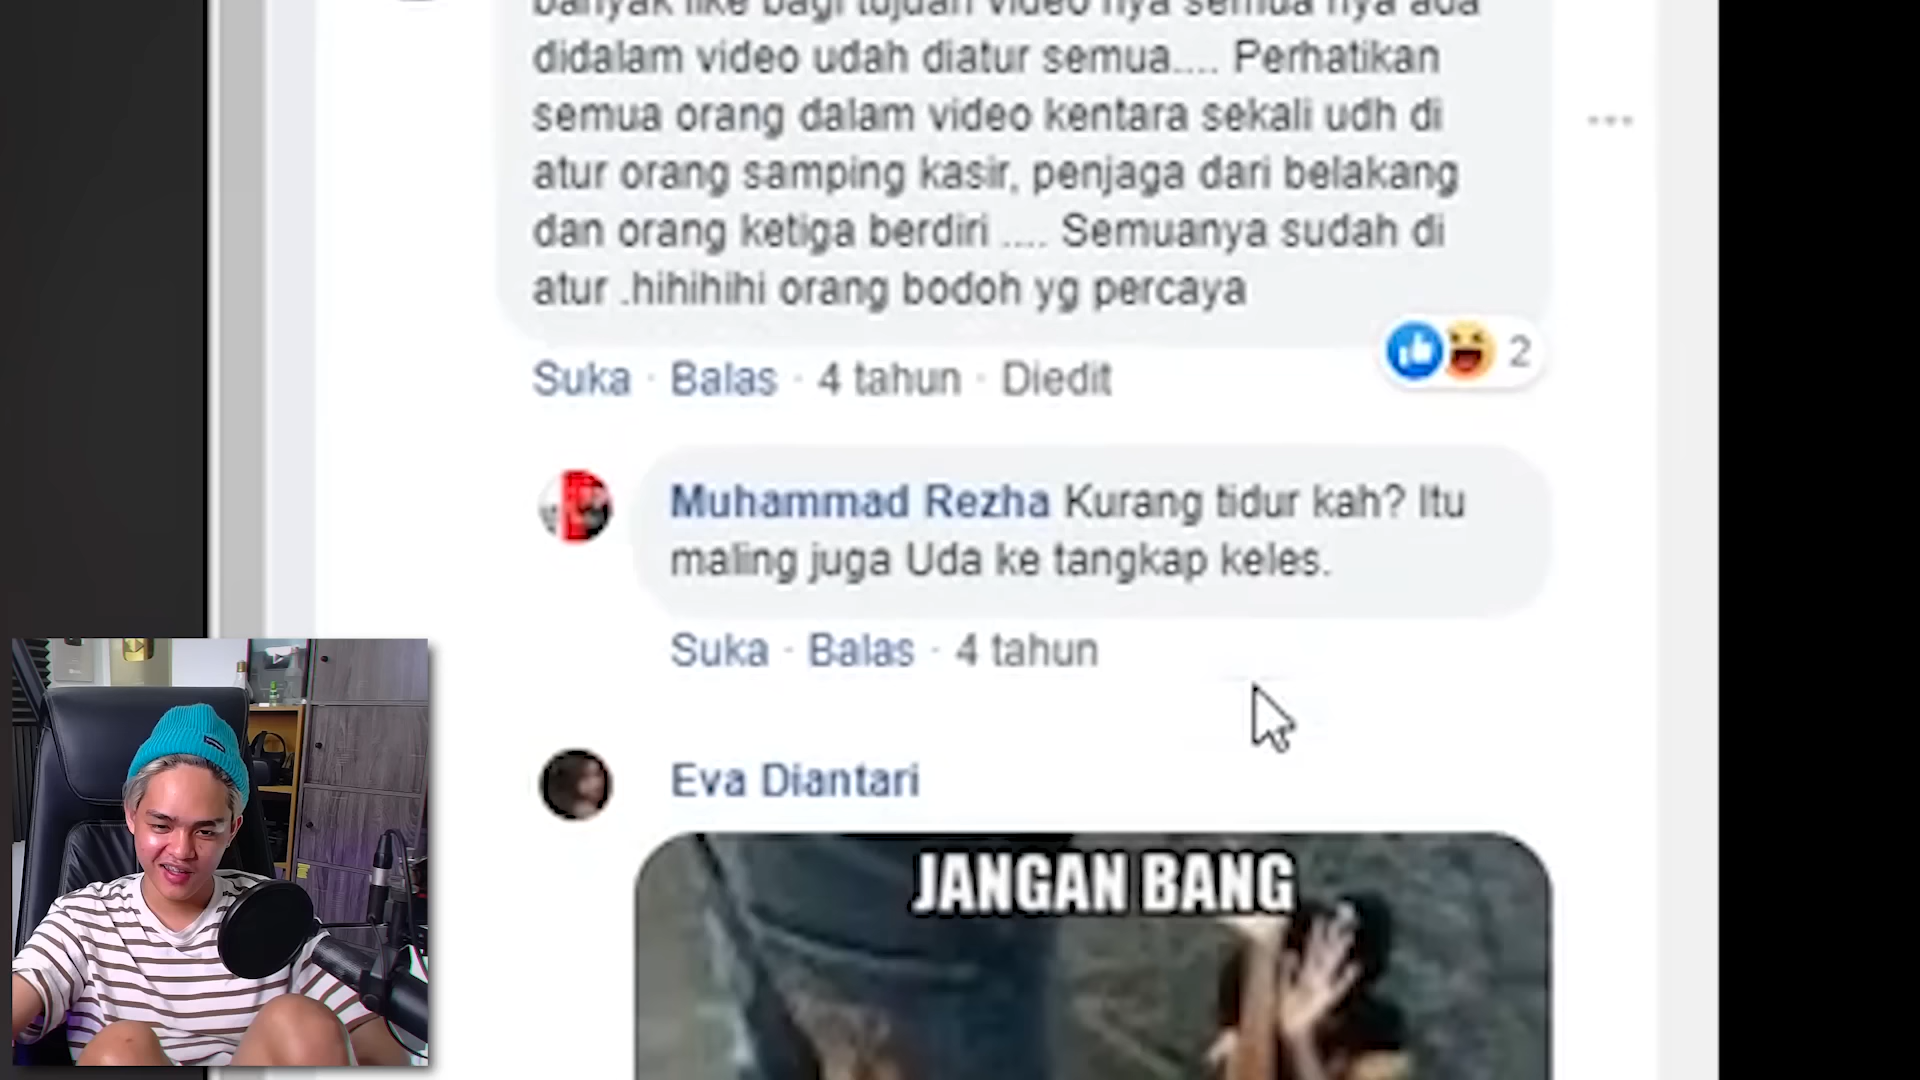 banyak like bagi tujuan video nya semua nya ada
didalam video udah diatur semua.... Perhatikan
semua orang dalam video kentara sekali udh di
atur orang samping kasir, penjaga dari belakang
dan orang ketiga berdiri .... Semuanya sudah di
atur .hihihihi orang bodoh yg percaya
2
Suka · Balas · 4 tahun · Diedit
Muhammad Rezha Kurang tidur kah? Itu
maling juga Uda ke tangkap keles.
Suka · Balas · 4 tahun
Eva Diantari
JANGAN BANG